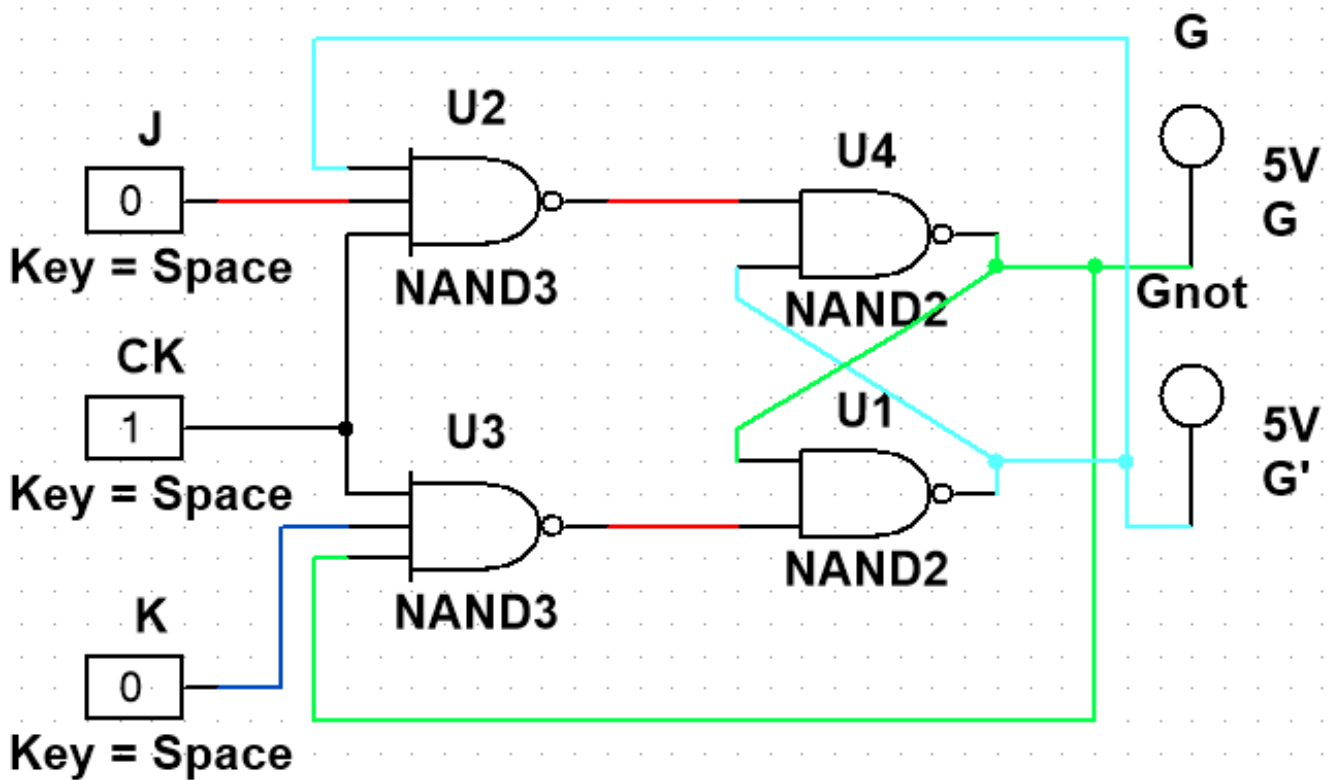 G
U2
J
U4
0
5V
G
Key = Space
NAND3
Gnot
NAND2
CK
U1
1
U3
5V
G'
Key = Space
NAND2
NAND3
K
0
Key = Space